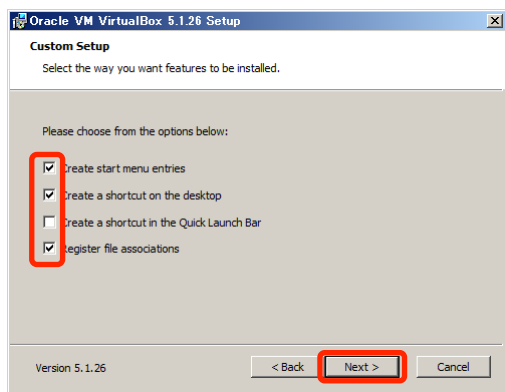 Oracle VM VirtualBox 5.1.26 Setup
Custom Setup
Select the way you want features to be installed.
Please choose from the options below:
Create start menu entries
Create a shortcut on the desktop
Create a shortcut in the Quick Launch Bar
Register file associations
Version 5.1.26
< Back
Next >
Cancel